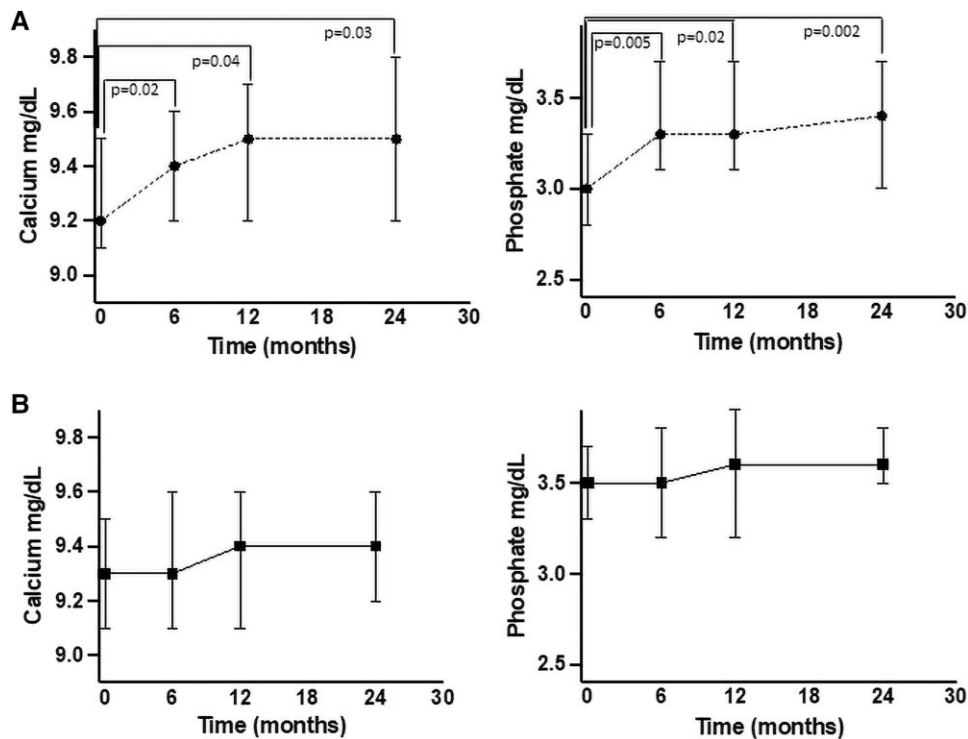 A
p=0.03
p=0.04
p=0.02
Calcium mg/dL
9.8
9.6
9.4
9.2
9.0
0 6 12 18 24 30
Time (months)
p=0.005
p=0.02
p=0.002
Phosphate mg/dL
3.5
3.0
2.5
0 6 12 18 24 30
Time (months)
B
Calcium mg/dL
9.8
9.6
9.4
9.2
9.0
0 6 12 18 24 30
Time (months)
Phosphate mg/dL
3.5
3.0
2.5
0 6 12 18 24 30
Time (months)